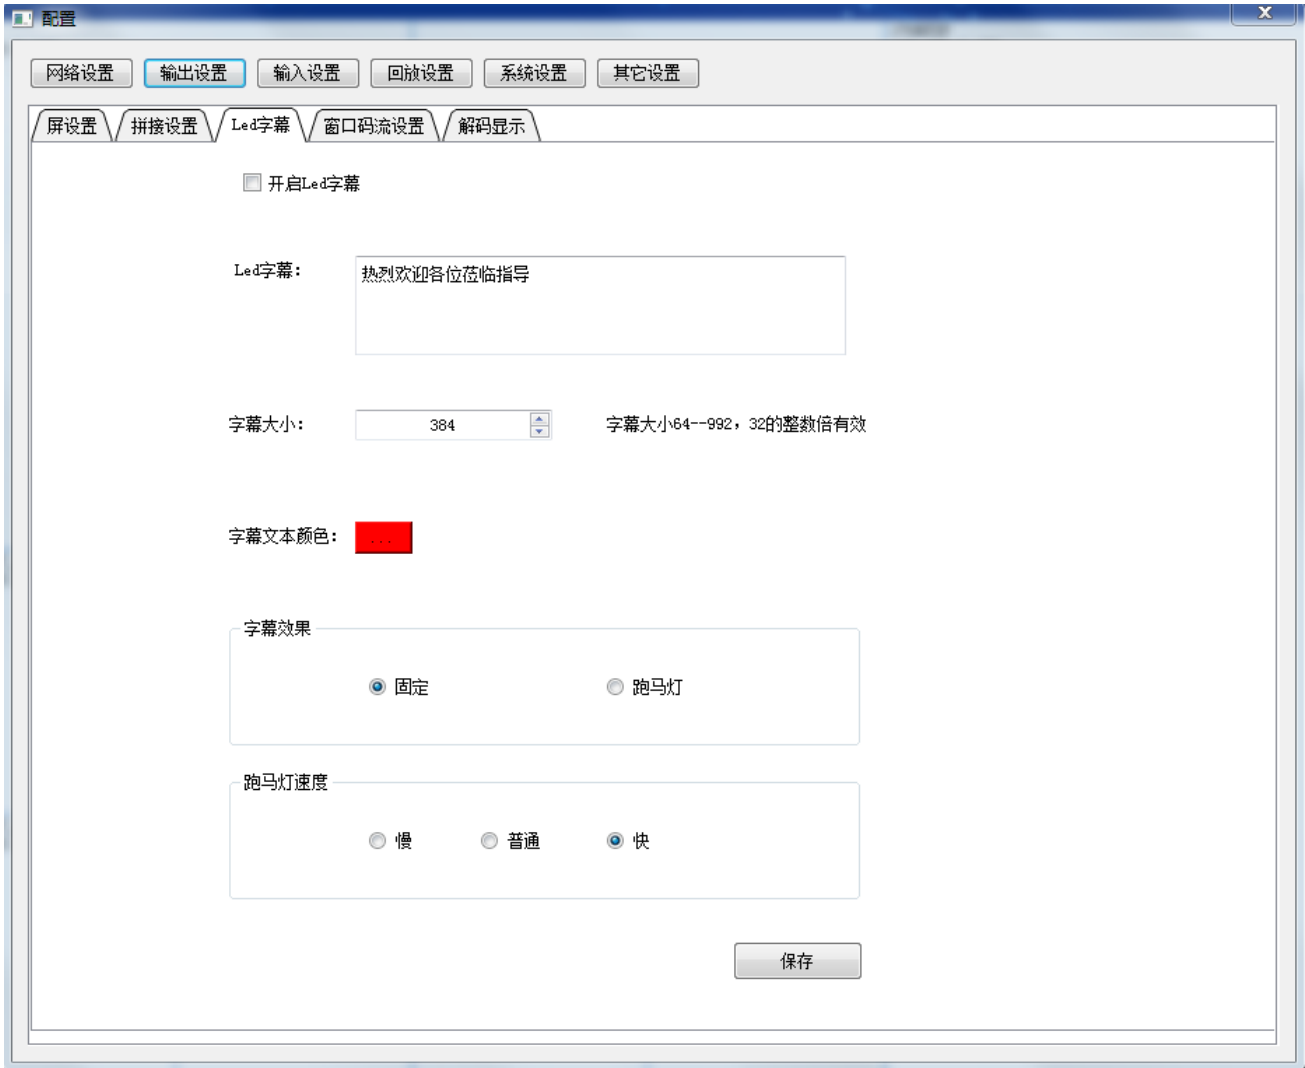 配置
网络设置 输出设置 输入设置 回放设置 系统设置 其它设置
屏设置 拼接设置 Led字幕 窗口码流设置 解码显示
开启Led字幕
Led字幕： 热烈欢迎各位莅临指导
字幕大小： 384 字幕大小64--992，32的整数倍有效
字幕文本颜色： ...
字幕效果
固定 跑马灯
跑马灯速度
慢 普通 快
保存